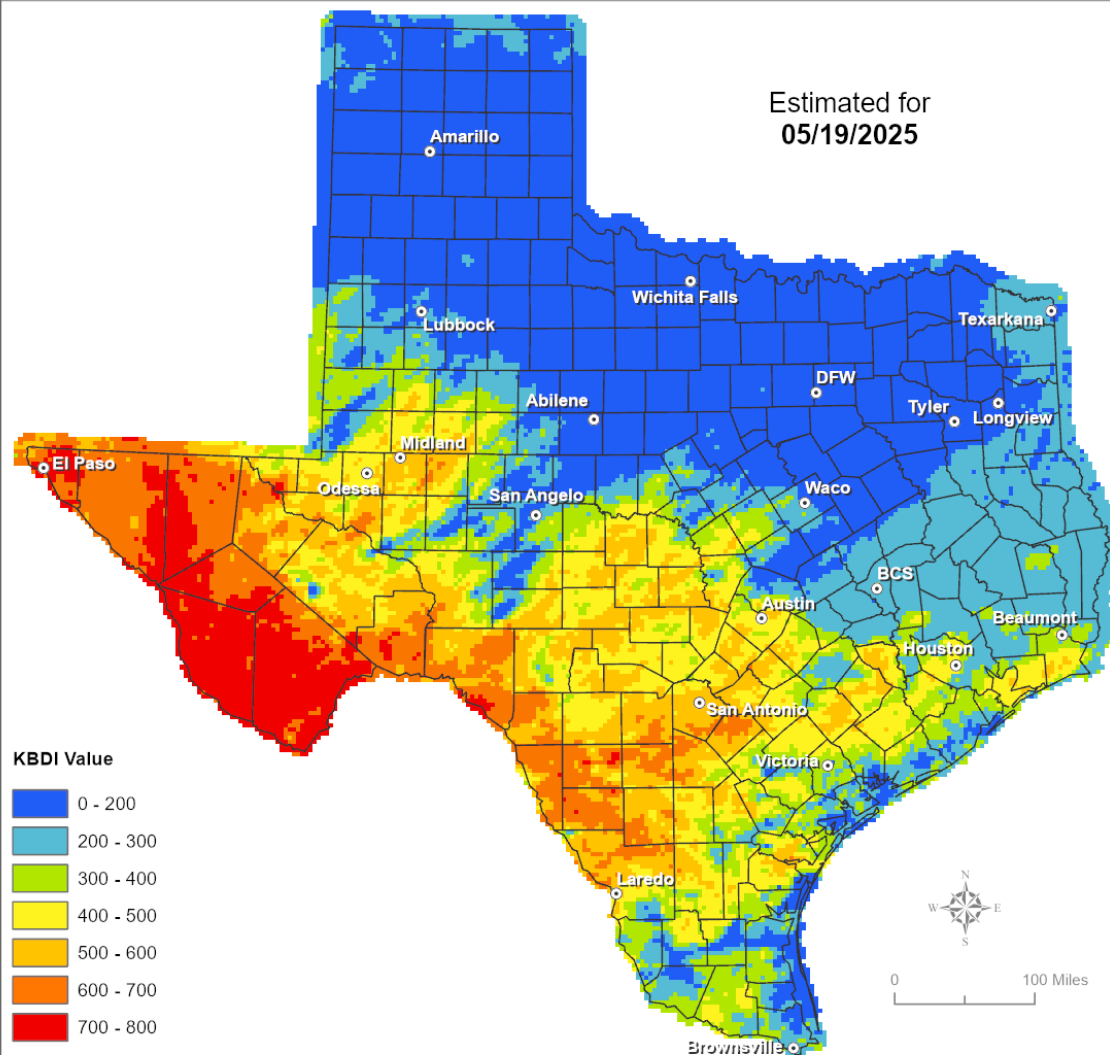 Estimated for
05/19/2025
Amarillo
Wichita Falls
Lubbock
Texarkana
DFW
Abilene
Tyler
Longview
Midland
El Paso
Odessa
San Angelo
Waco
BCS
Austin
Beaumont
Houston
San Antonio
Victoria
Laredo
Brownsville
KBDI Value
0 - 200
200 - 300
300 - 400
400 - 500
500 - 600
600 - 700
700 - 800
N
W E
S
0 100 Miles